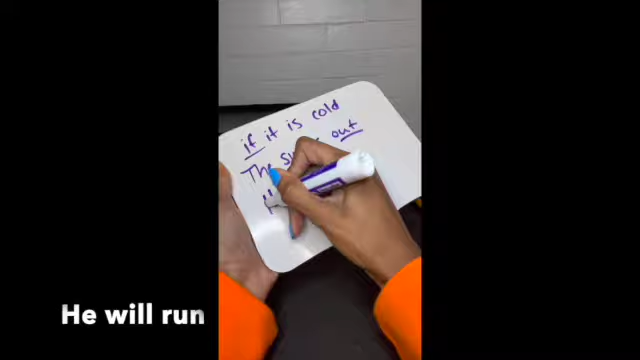 if it is cold
The out
He will run